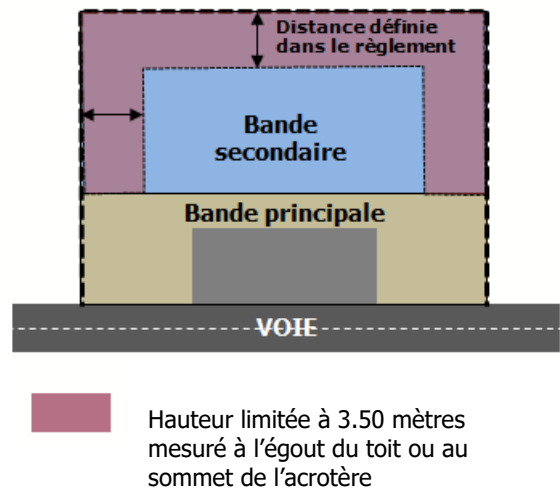 Distance définie
dans le règlement
Bande
secondaire
Bande principale
VOIE
Hauteur limitée à 3.50 mètres
mesuré à l’égout du toit ou au
sommet de l’acrotère